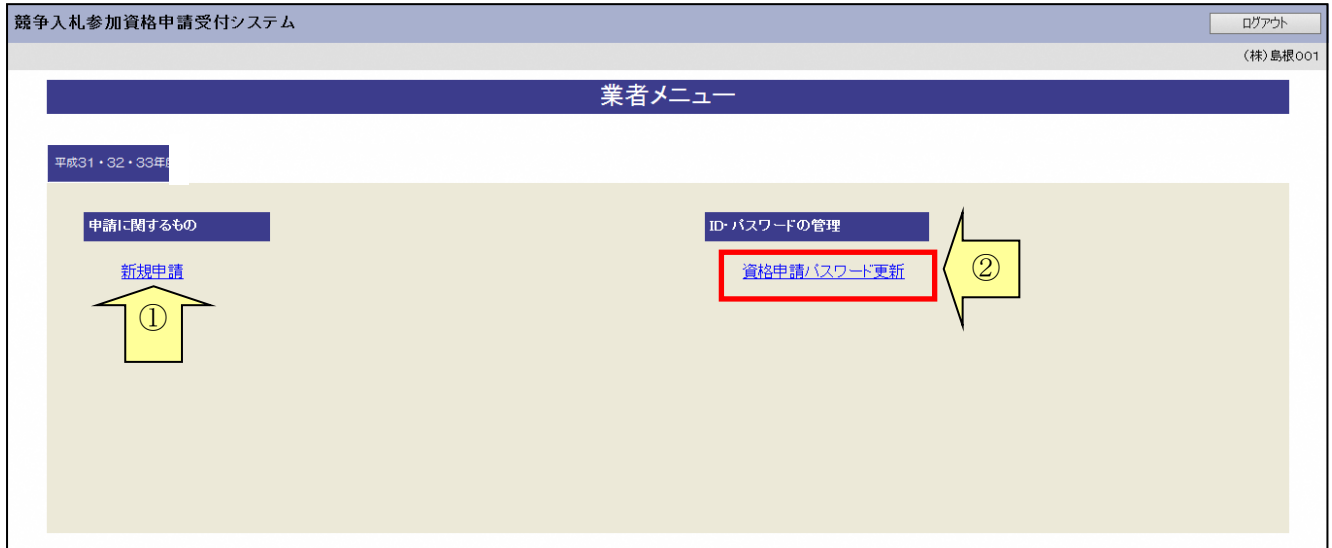 競争入札参加資格申請受付システム
ログアウト
(株)島根001
業者メニュー
平成31・32・33年
申請に関するもの
ID・パスワードの管理
新規申請
資格申請パスワード更新
①
②